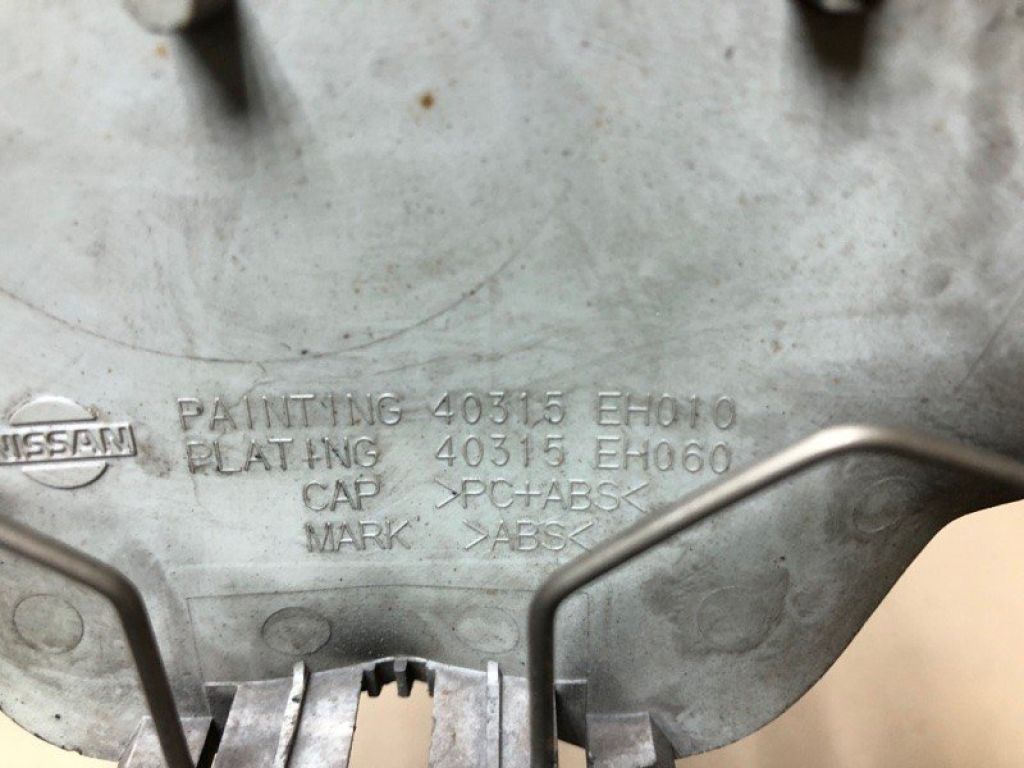 NISSAN
PAINTING 40315 EH010
PLATING 40315 EH060
CAP >PC+ABS<
MARK >ABS<